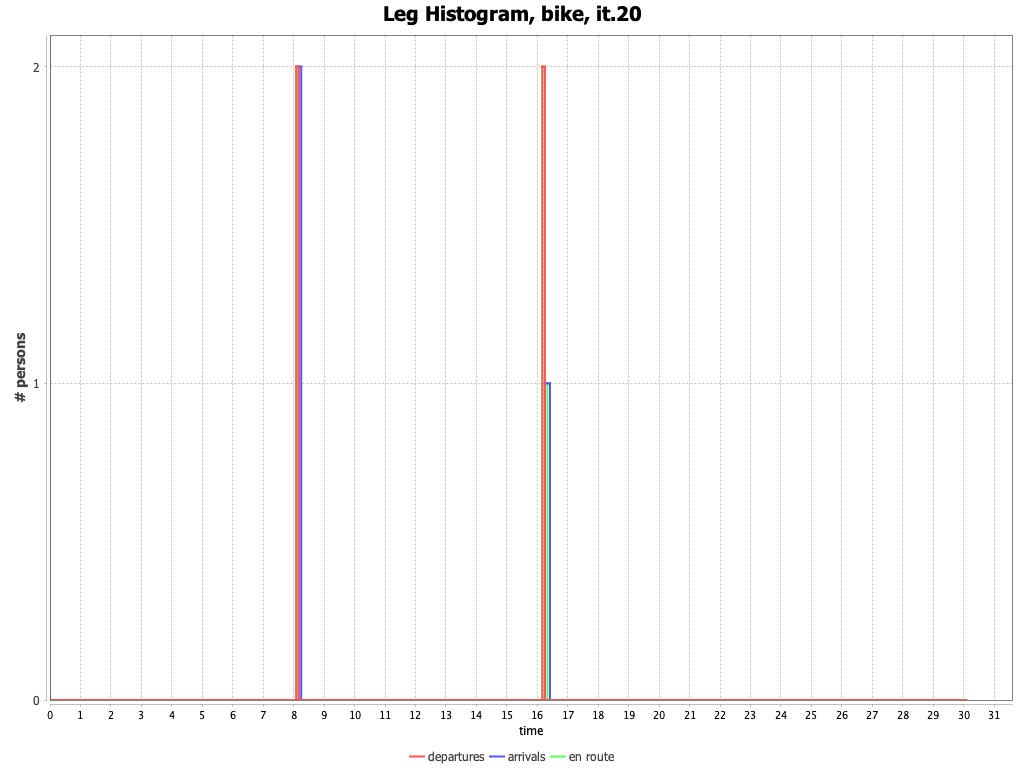 Leg Histogram, bike, it.20
# persons
2
1
0
0 1 2 3 4 5 6 7 8 9 10 11 12 13 14 15 16 17 18 19 20 21 22 23 24 25 26 27 28 29 30 31
time
departures arrivals en route